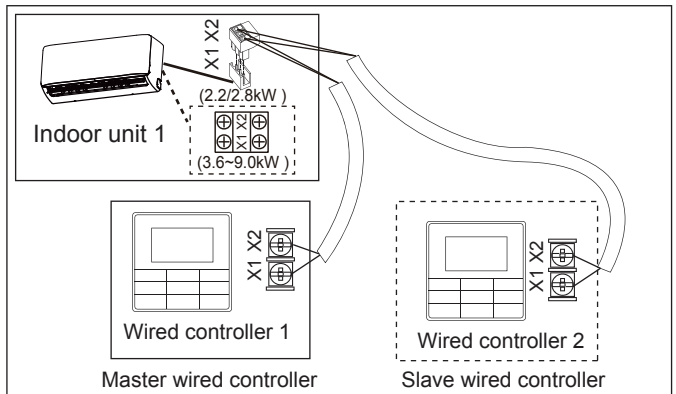 X1 X2
(2.2/2.8kW )
Indoor unit 1
X1 X2
(3.6~9.0kW )
X1 X2
Wired controller 1
Master wired controller
X1 X2
Wired controller 2
Slave wired controller